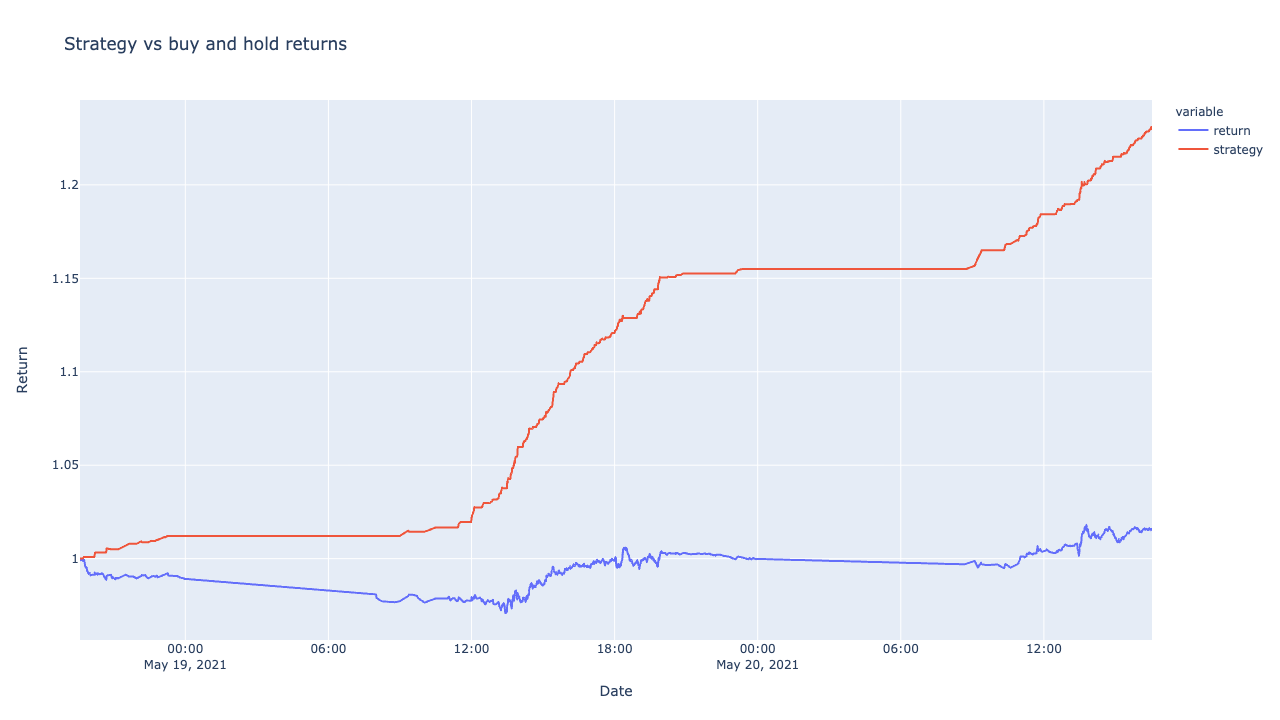 Strategy vs buy and hold returns
variable
return
strategy
1.2
1.15
1.1
1.05
1
Return
00:00
May 19, 2021
06:00
12:00
18:00
00:00
May 20, 2021
06:00
12:00
Date